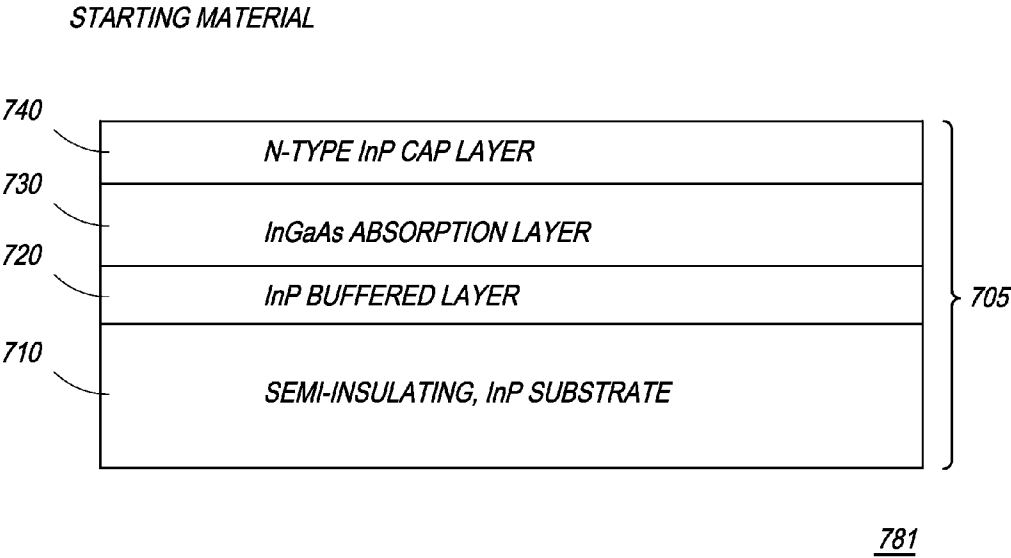 STARTING MATERIAL
740
N-TYPE InP CAP LAYER
730
InGaAs ABSORPTION LAYER
720
InP BUFFERED LAYER
705
710
SEMI-INSULATING, InP SUBSTRATE
781